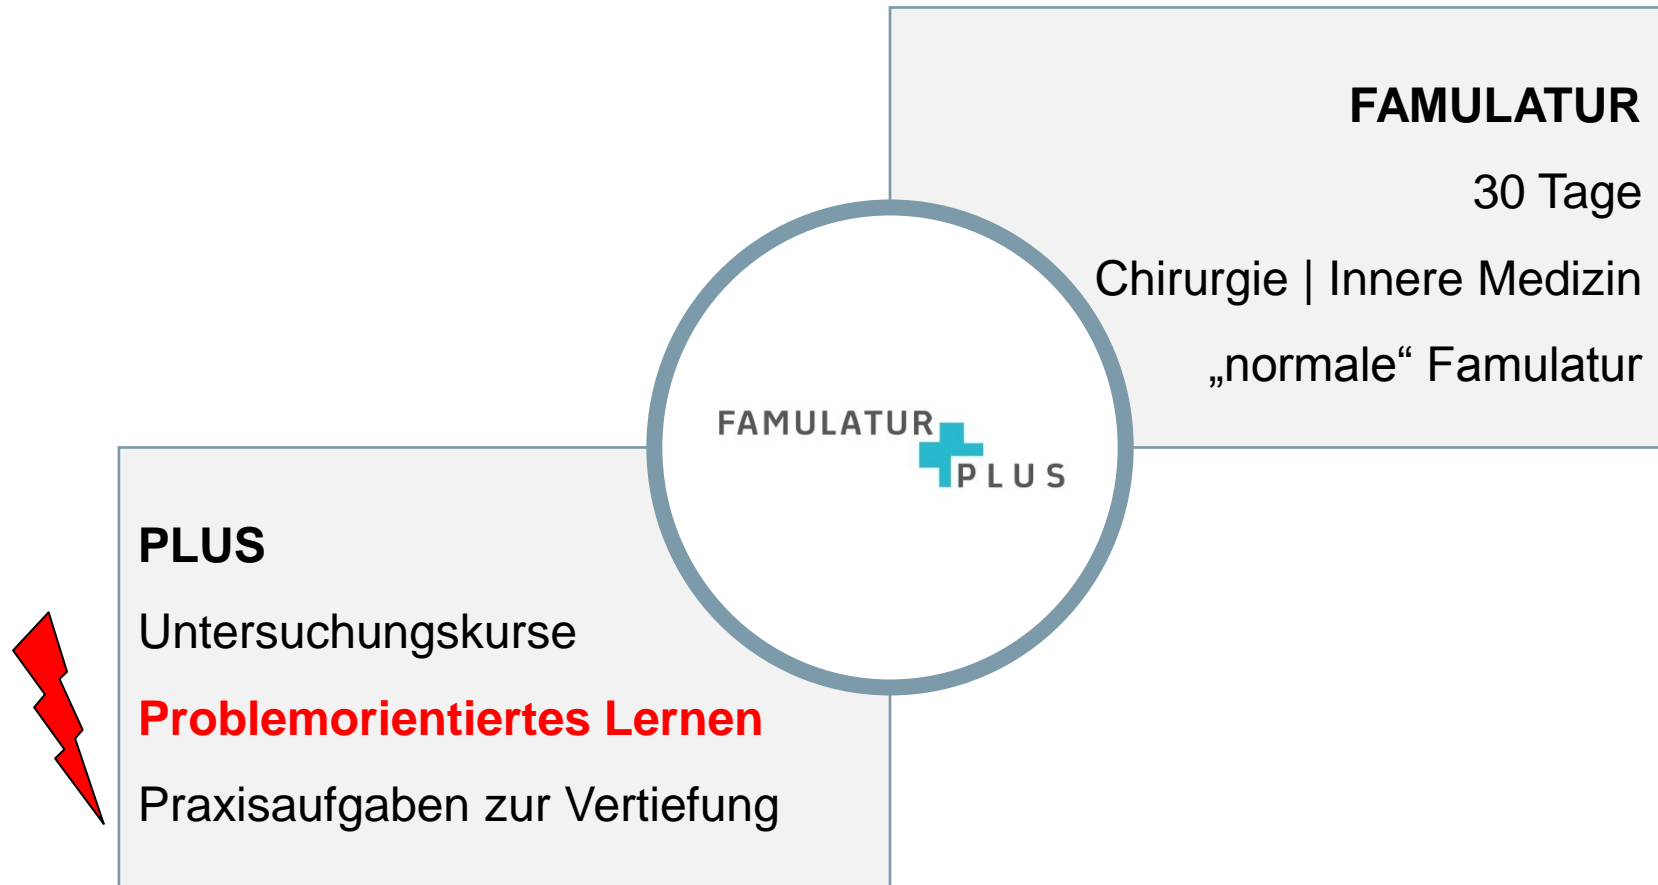 FAMULATUR
30 Tage
Chirurgie | Innere Medizin
„normale“ Famulatur
FAMULATUR
PLUS
PLUS
Untersuchungskurse
Problemorientiertes Lernen
Praxisaufgaben zur Vertiefung